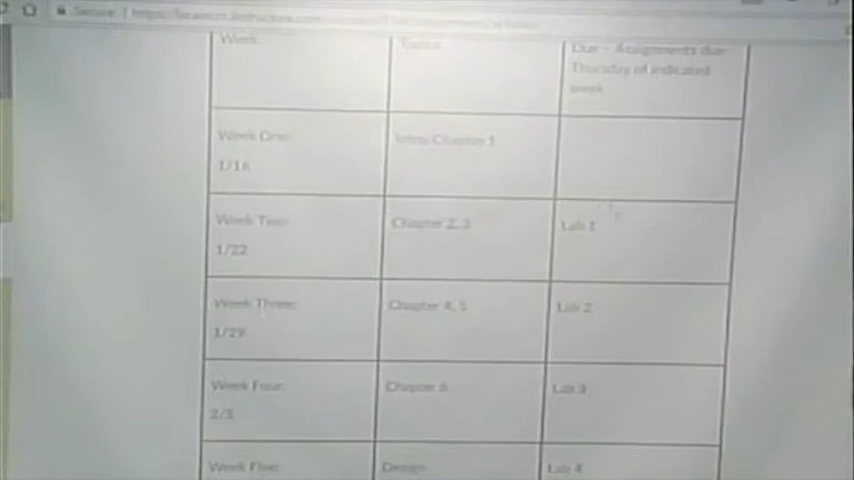 Secure
Week Topics Due - Assignments due
Thursday of indicated
week
Week One: Intro/Chapter 1
1/16
Week Two: Chapter 2, 3 Lab 1
1/22
Week Three: Chapter 4, 5 Lab 2
1/29
Week Four: Chapter 6 Lab 3
2/5
Week Five: Design Lab 4